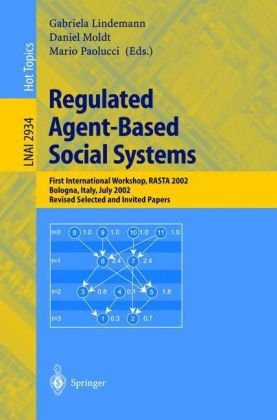 Gabriela Lindemann
Daniel Moldt
Mario Paolucci (Eds.)
LNAI 2934
Hot Topics
Regulated
Agent-Based
Social Systems
First International Workshop, RASTA 2002
Bologna, Italy, July 2002
Revised Selected and Invited Papers
t=0 8 1.0 9 1.0 10 1.0 11 1.0
t=1 6 2.4 7 2.4
t=2 3 0.8 4 0.1 5 1.8
t=3 1 0.3 2 0.7
Springer